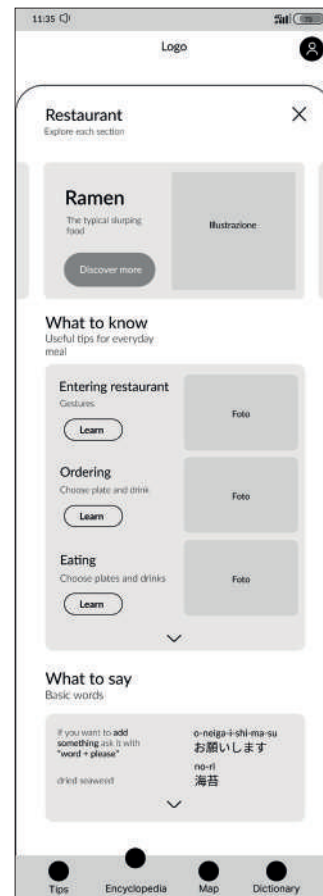 11:35
Logo
Restaurant
Explore each section
Ramen
The typical slurping
food
Discover more
Illustrazione
What to know
Useful tips for everyday
meal
Entering restaurant
Gestures
Learn
Foto
Ordering
Choose plate and drink
Learn
Foto
Eating
Choose plates and drinks
Learn
Foto
What to say
Basic words
If you want to add
something ask it with
"word + please"
o-neiga-i-shi-ma-su
お願いします
dried seaweed
no-ri
海苔
Tips
Encyclopedia
Map
Dictionary